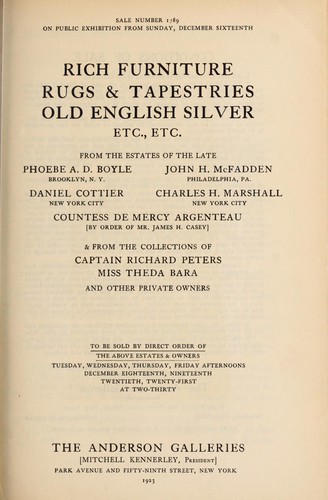 SALE NUMBER 1789
ON PUBLIC EXHIBITION FROM SUNDAY, DECEMBER SIXTEENTH
RICH FURNITURE
RUGS & TAPESTRIES
OLD ENGLISH SILVER
ETC., ETC.
FROM THE ESTATES OF THE LATE
PHOEBE A. D. BOYLE JOHN H. McFADDEN
BROOKLYN, N. Y. PHILADELPHIA, PA.
DANIEL COTTIER CHARLES H. MARSHALL
NEW YORK CITY NEW YORK CITY
COUNTESS DE MERCY ARGENTEAU
[BY ORDER OF MR. JAMES H. CASEY]
& FROM THE COLLECTIONS OF
CAPTAIN RICHARD PETERS
MISS THEDA BARA
AND OTHER PRIVATE OWNERS
TO BE SOLD BY DIRECT ORDER OF
THE ABOVE ESTATES & OWNERS
TUESDAY, WEDNESDAY, THURSDAY, FRIDAY AFTERNOONS
DECEMBER EIGHTEENTH, NINETEENTH
TWENTIETH, TWENTY-FIRST
AT TWO-THIRTY
THE ANDERSON GALLERIES
[MITCHELL KENNERLEY, PRESIDENT]
PARK AVENUE AND FIFTY-NINTH STREET, NEW YORK
1923